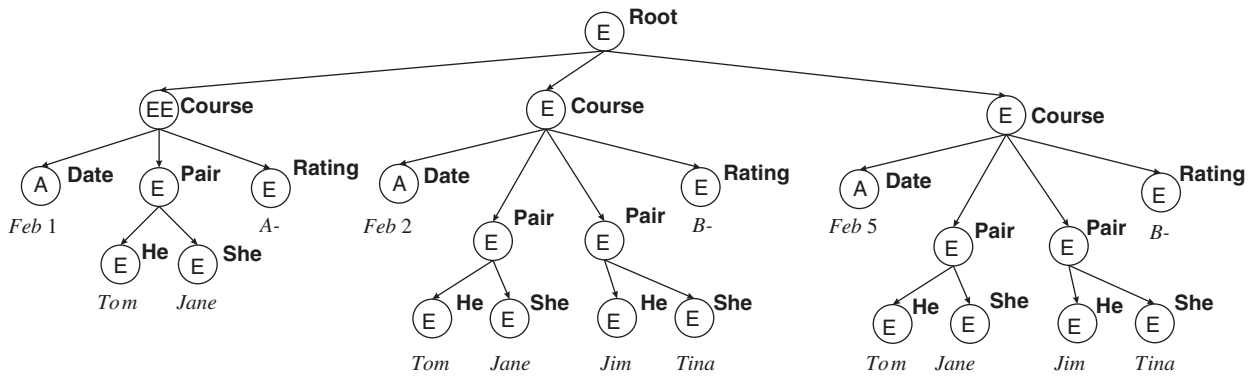 Root
E
EE Course
E Course
E Course
A Date
E Pair
E Rating
A Date
E Rating
A Date
E Rating
Feb 1
A-
Feb 2
E Pair
E Pair
B-
Feb 5
E Pair
E Pair
B-
E He
E She
Tom
Jane
E He
E She
E He
E She
E He
E She
E He
E She
Tom
Jane
Jim
Tina
Tom
Jane
Jim
Tina